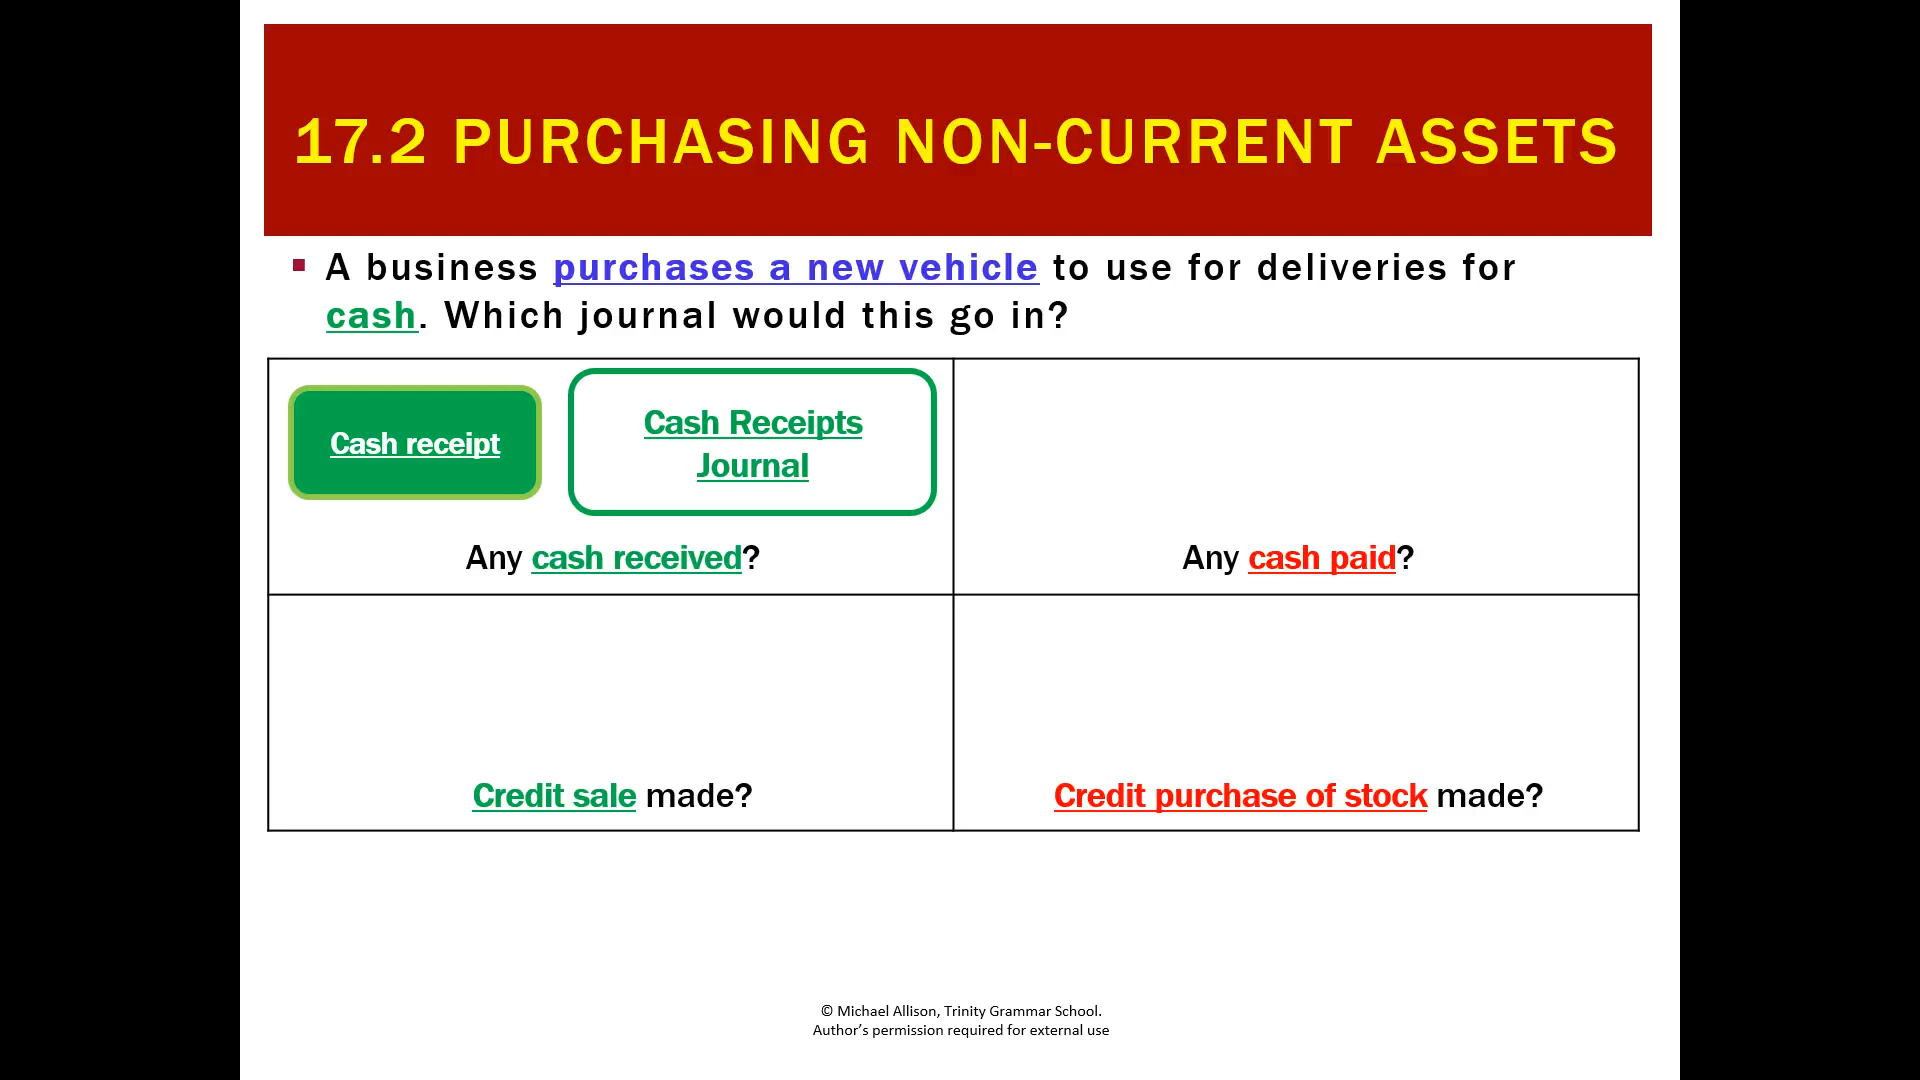 17.2 PURCHASING NON-CURRENT ASSETS
▪ A business purchases a new vehicle to use for deliveries for
cash. Which journal would this go in?
Cash receipt
Cash Receipts
Journal
Any cash received?
Any cash paid?
Credit sale made?
Credit purchase of stock made?
© Michael Allison, Trinity Grammar School.
Author’s permission required for external use